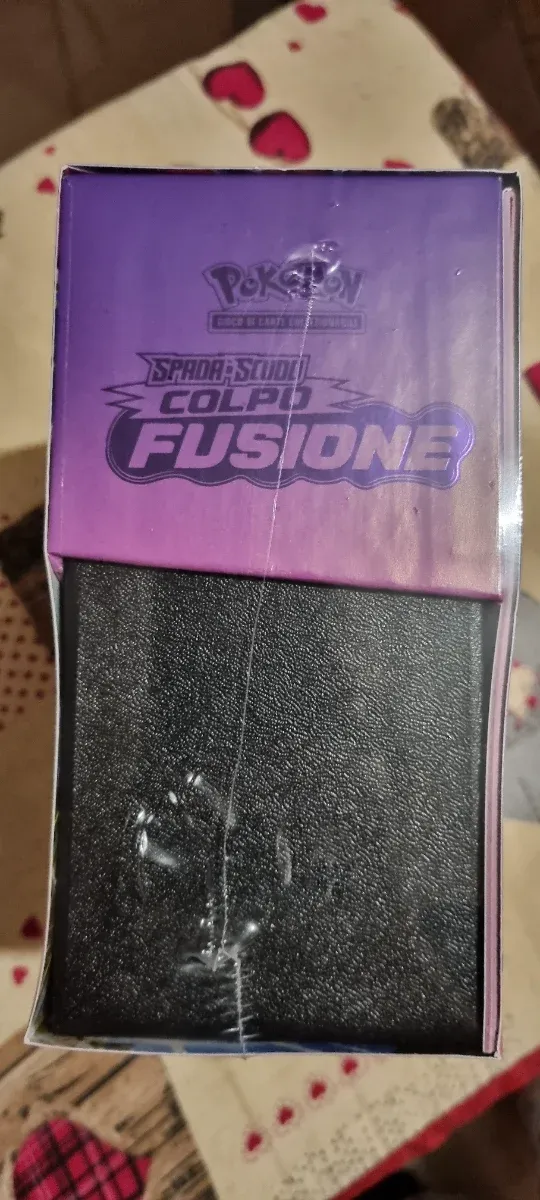 POKÉMON
GIOCO DI CARTE COLLEZIONABILI
SPADA E SCUDO
COLPO
FUSIONE